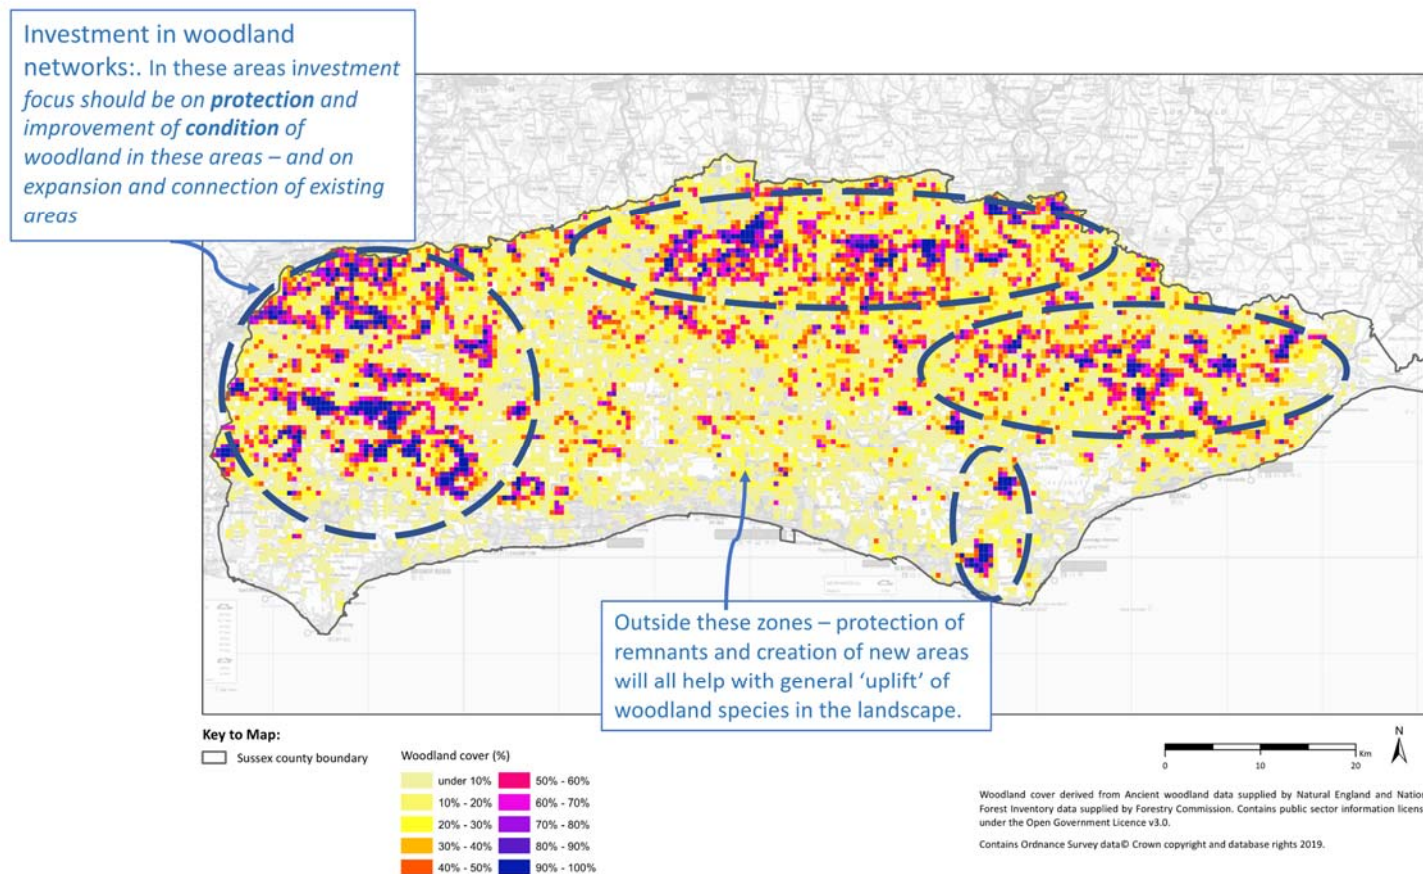 Investment in woodland
networks:. In these areas investment
focus should be on protection and
improvement of condition of
woodland in these areas – and on
expansion and connection of existing
areas
Outside these zones – protection of
remnants and creation of new areas
will all help with general ‘uplift’ of
woodland species in the landscape.
Key to Map:
Sussex county boundary
Woodland cover (%)
under 10%
10% - 20%
20% - 30%
30% - 40%
40% - 50%
50% - 60%
60% - 70%
70% - 80%
80% - 90%
90% - 100%
N
Km
0 10 20
Woodland cover derived from Ancient woodland data supplied by Natural England and Nation
Forest Inventory data supplied by Forestry Commission. Contains public sector information license
under the Open Government Licence v3.0.
Contains Ordnance Survey data© Crown copyright and database rights 2019.